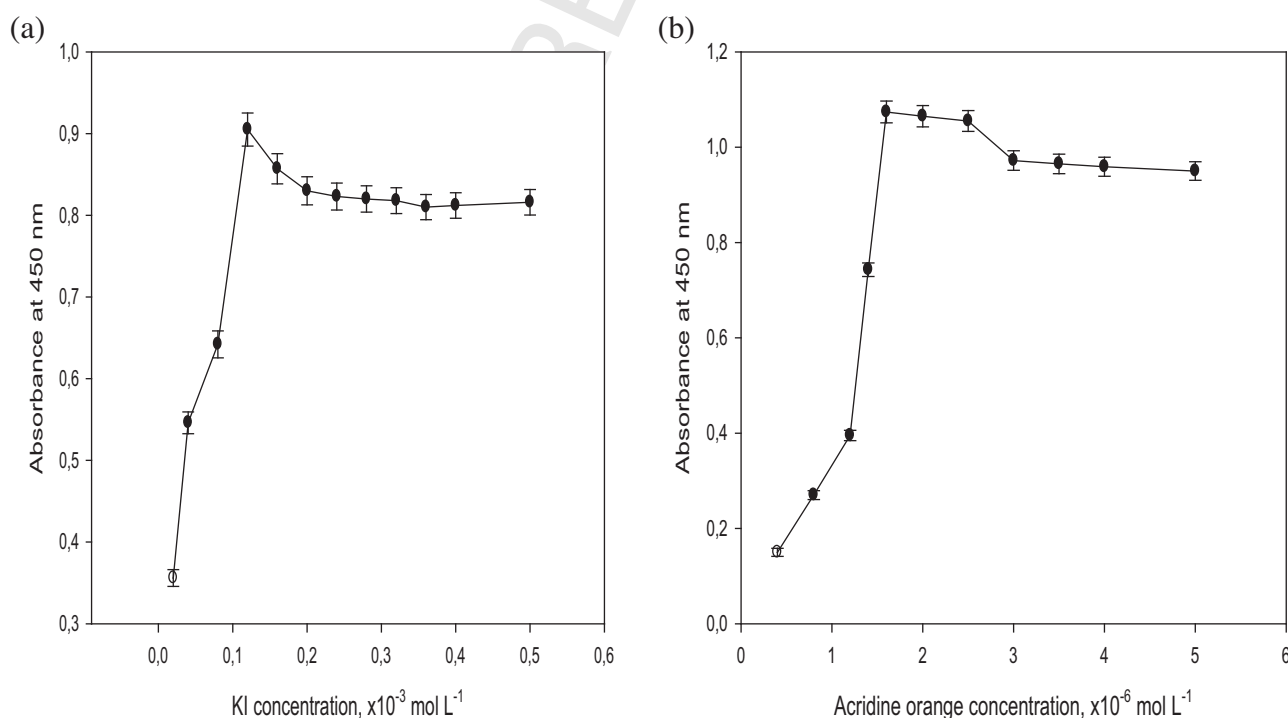 (a)
(b)
RE
1,0
0,9
0,8
0,7
0,6
0,5
0,4
0,3
Absorbance at 450 nm
0,0 0,1 0,2 0,3 0,4 0,5 0,6
KI concentration, x10⁻³ mol L⁻¹
1,2
1,0
0,8
0,6
0,4
0,2
0,0
Absorbance at 450 nm
0 1 2 3 4 5 6
Acridine orange concentration, x10⁻⁶ mol L⁻¹